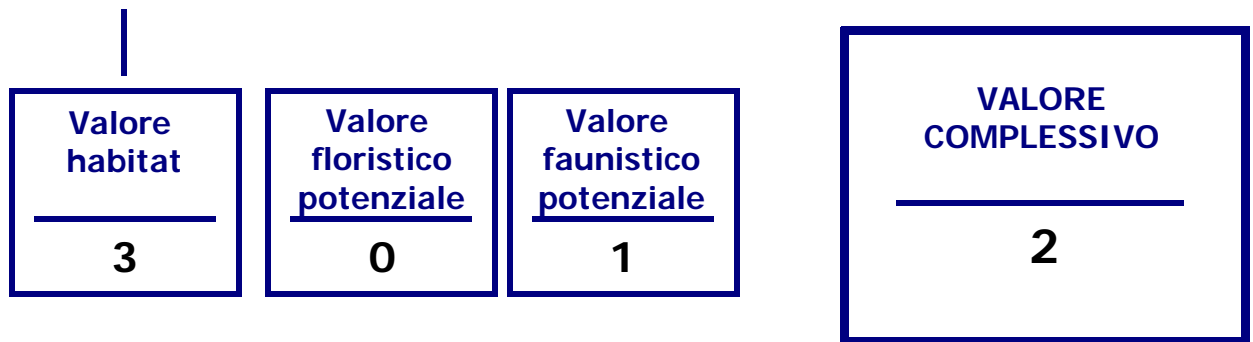 Valore
habitat
3
Valore
floristico
potenziale
0
Valore
faunistico
potenziale
1
VALORE
COMPLESSIVO
2